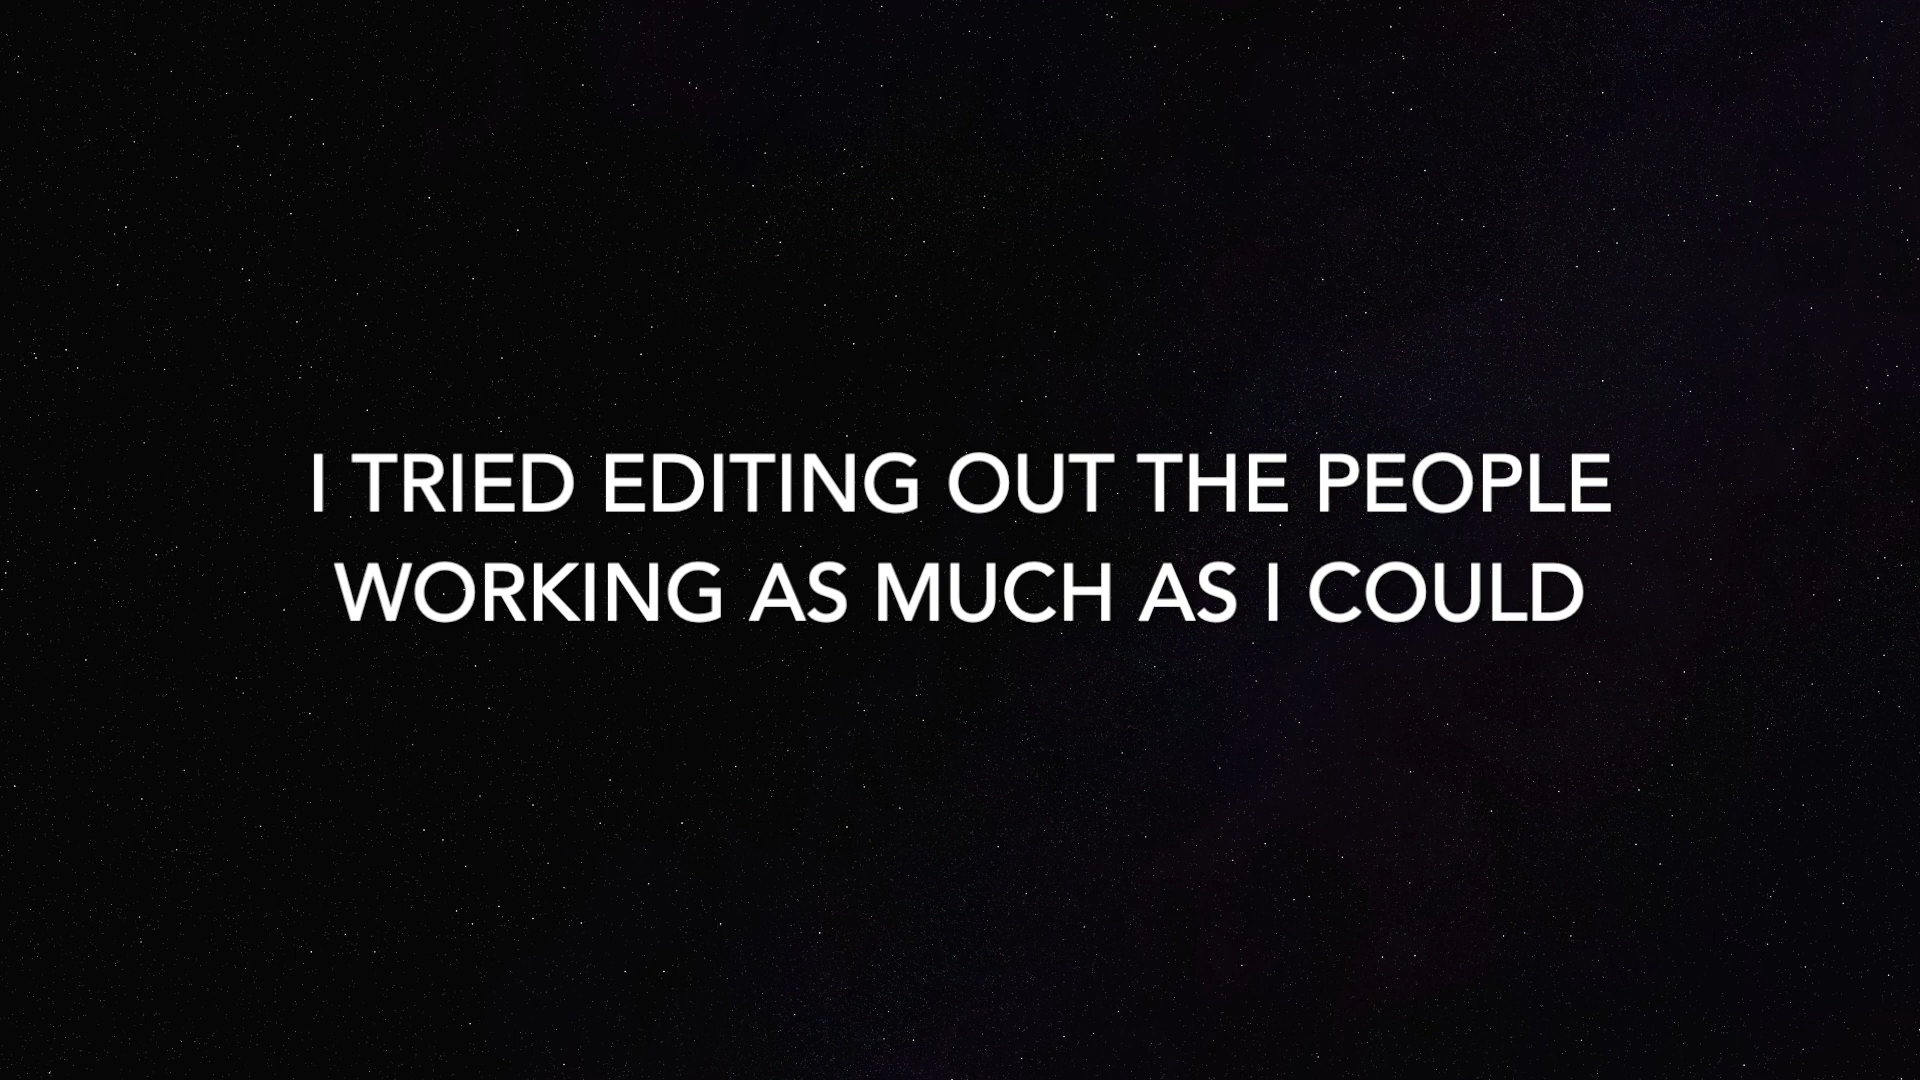 I TRIED EDITING OUT THE PEOPLE
WORKING AS MUCH AS I COULD